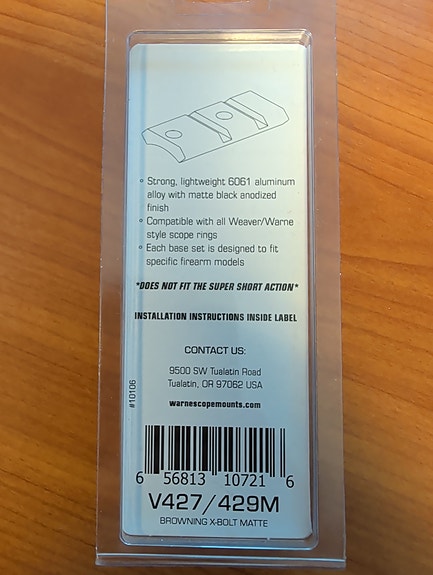 ° Strong, lightweight 6061 aluminum
alloy with matte black anodized
finish
° Compatible with all Weaver/Warne
style scope rings
° Each base set is designed to fit
specific firearm models
*DOES NOT FIT THE SUPER SHORT ACTION*
INSTALLATION INSTRUCTIONS INSIDE LABEL
CONTACT US:
9500 SW Tualatin Road
Tualatin, OR 97062 USA
warnescopemounts.com
#10106
6 56813 10721 6
V427/429M
BROWNING X-BOLT MATTE